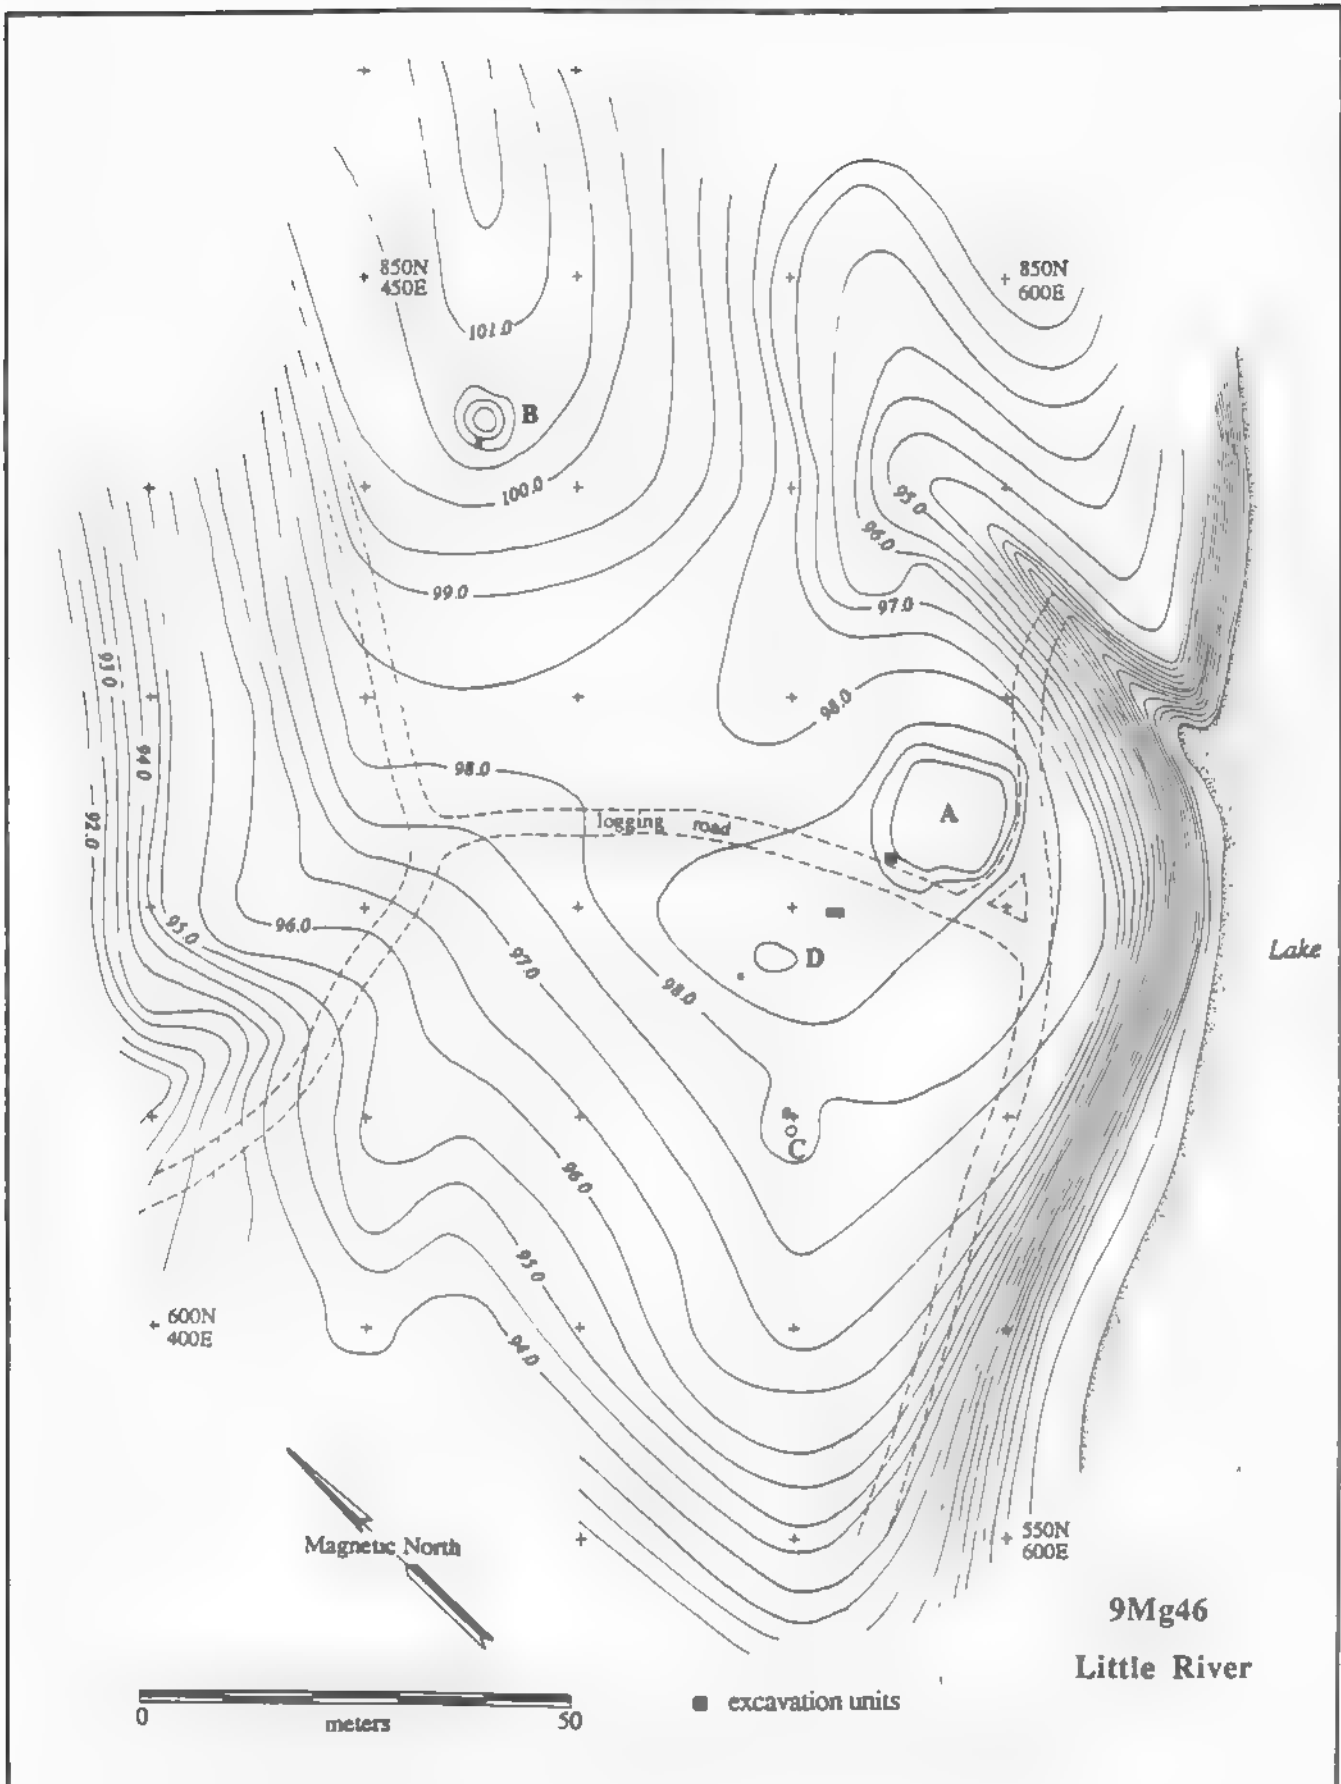 850N
450E
850N
600E
101.0
B
100.0
95.0
96.0
99.0
97.0
93.0
98.0
94.0
98.0
A
92.0
logging road
95.0
96.0
97.0
D
98.0
Lake
C
96.0
95.0
600N
400E
94.0
Magnetic North
550N
600E
9Mg46
Little River
0
meters
50
excavation units